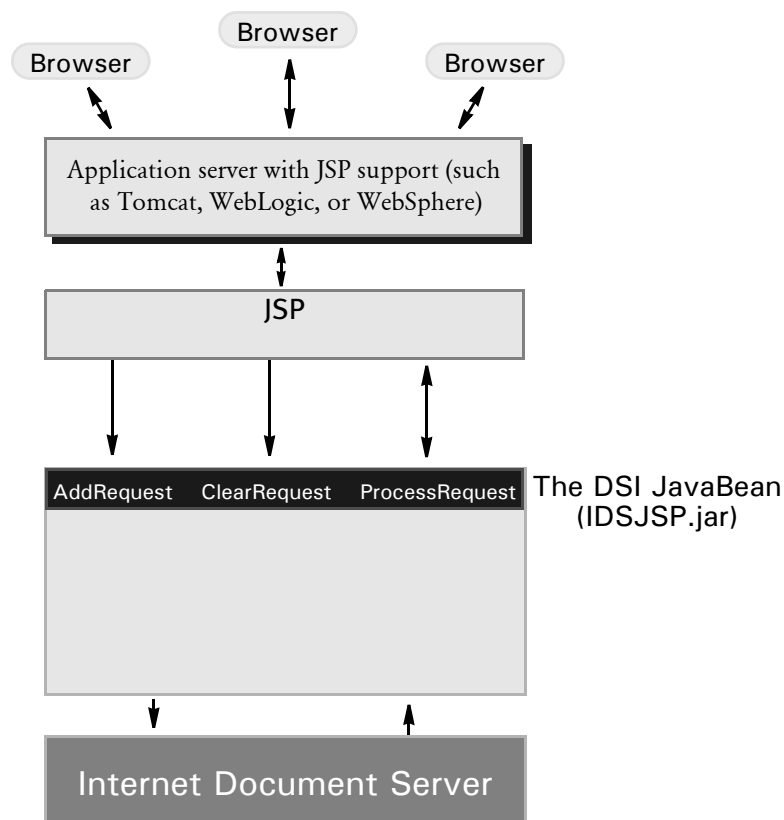 Browser
Browser
Browser
Application server with JSP support (such
as Tomcat, WebLogic, or WebSphere)
JSP
AddRequest ClearRequest ProcessRequest
The DSI JavaBean
(IDSJSP.jar)
Internet Document Server